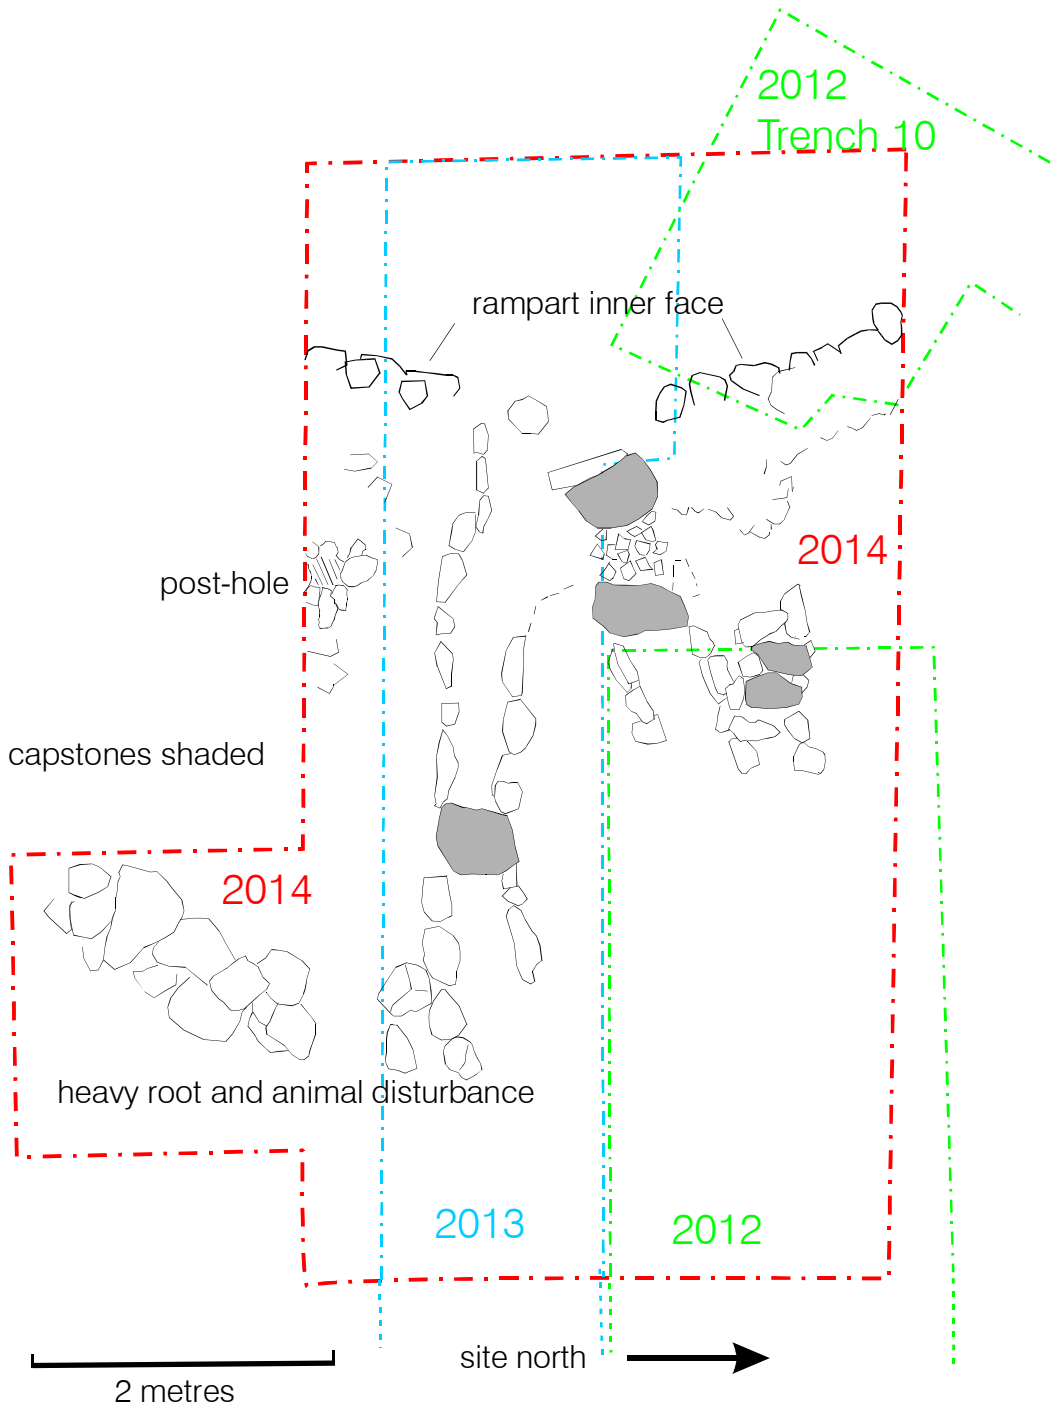 2012
Trench 10
rampart inner face
2014
post-hole
capstones shaded
2014
heavy root and animal disturbance
2013
2012
site north
2 metres